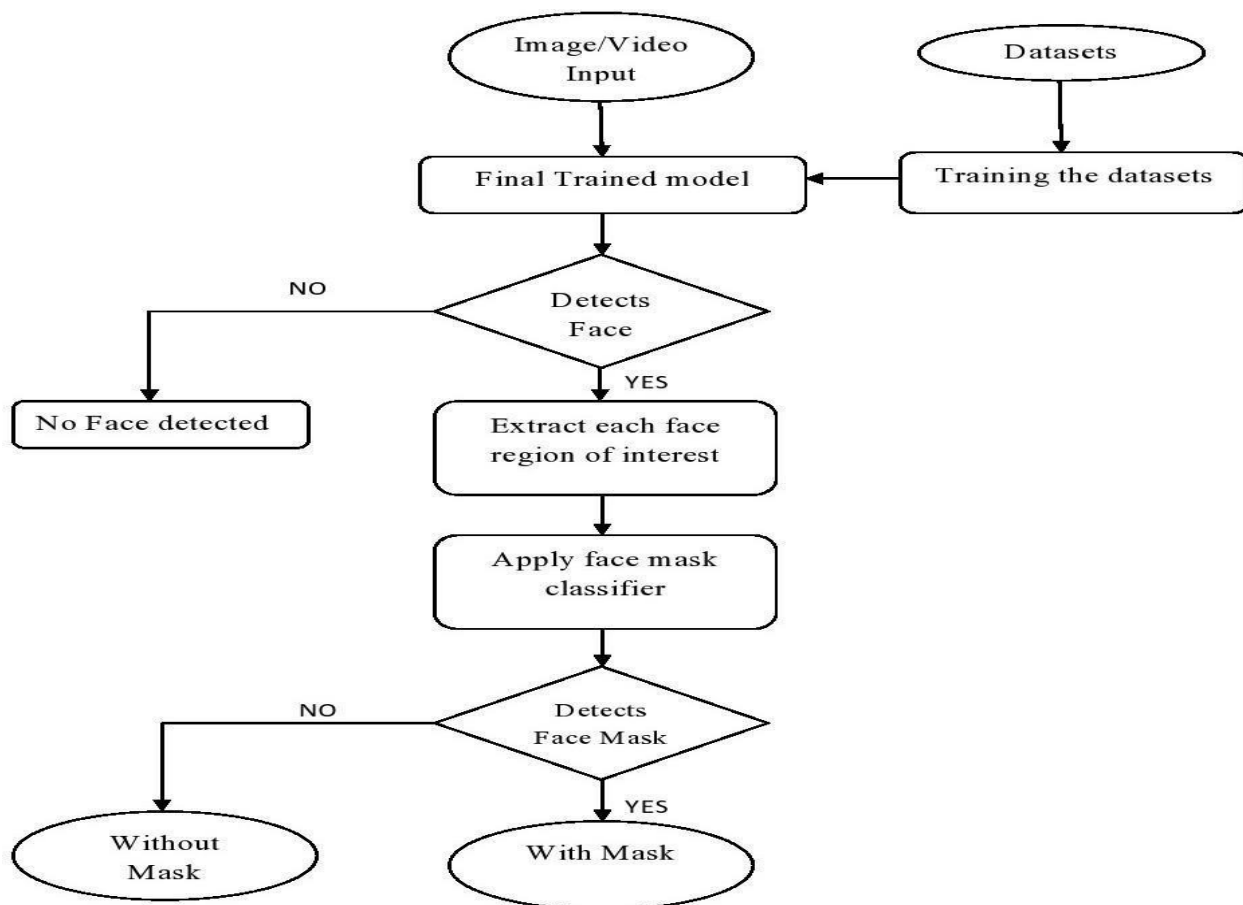 Image/Video
Input
Datasets
Final Trained model
Training the datasets
NO
Detects
Face
YES
No Face detected
Extract each face
region of interest
Apply face mask
classifier
NO
Detects
Face Mask
YES
Without
Mask
With Mask